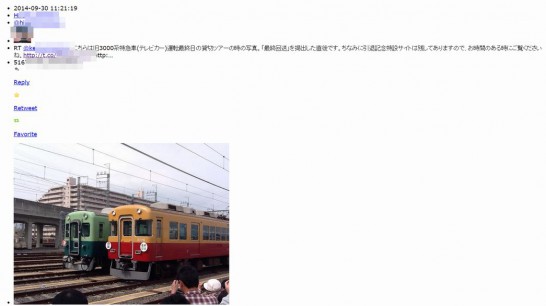 2014-09-30 11:21:19
H
@h
RT @ke こちらは旧3000系特急車(テレビカー)運転最終日の貸切ツアーの時の写真。「最終回送」を掲出した直後です。ちなみに引退記念特設サイトは残してありますので、お時間のある時にご覧ください
ね。http://t.co/ http:...
516
Reply
Retweet
Favorite